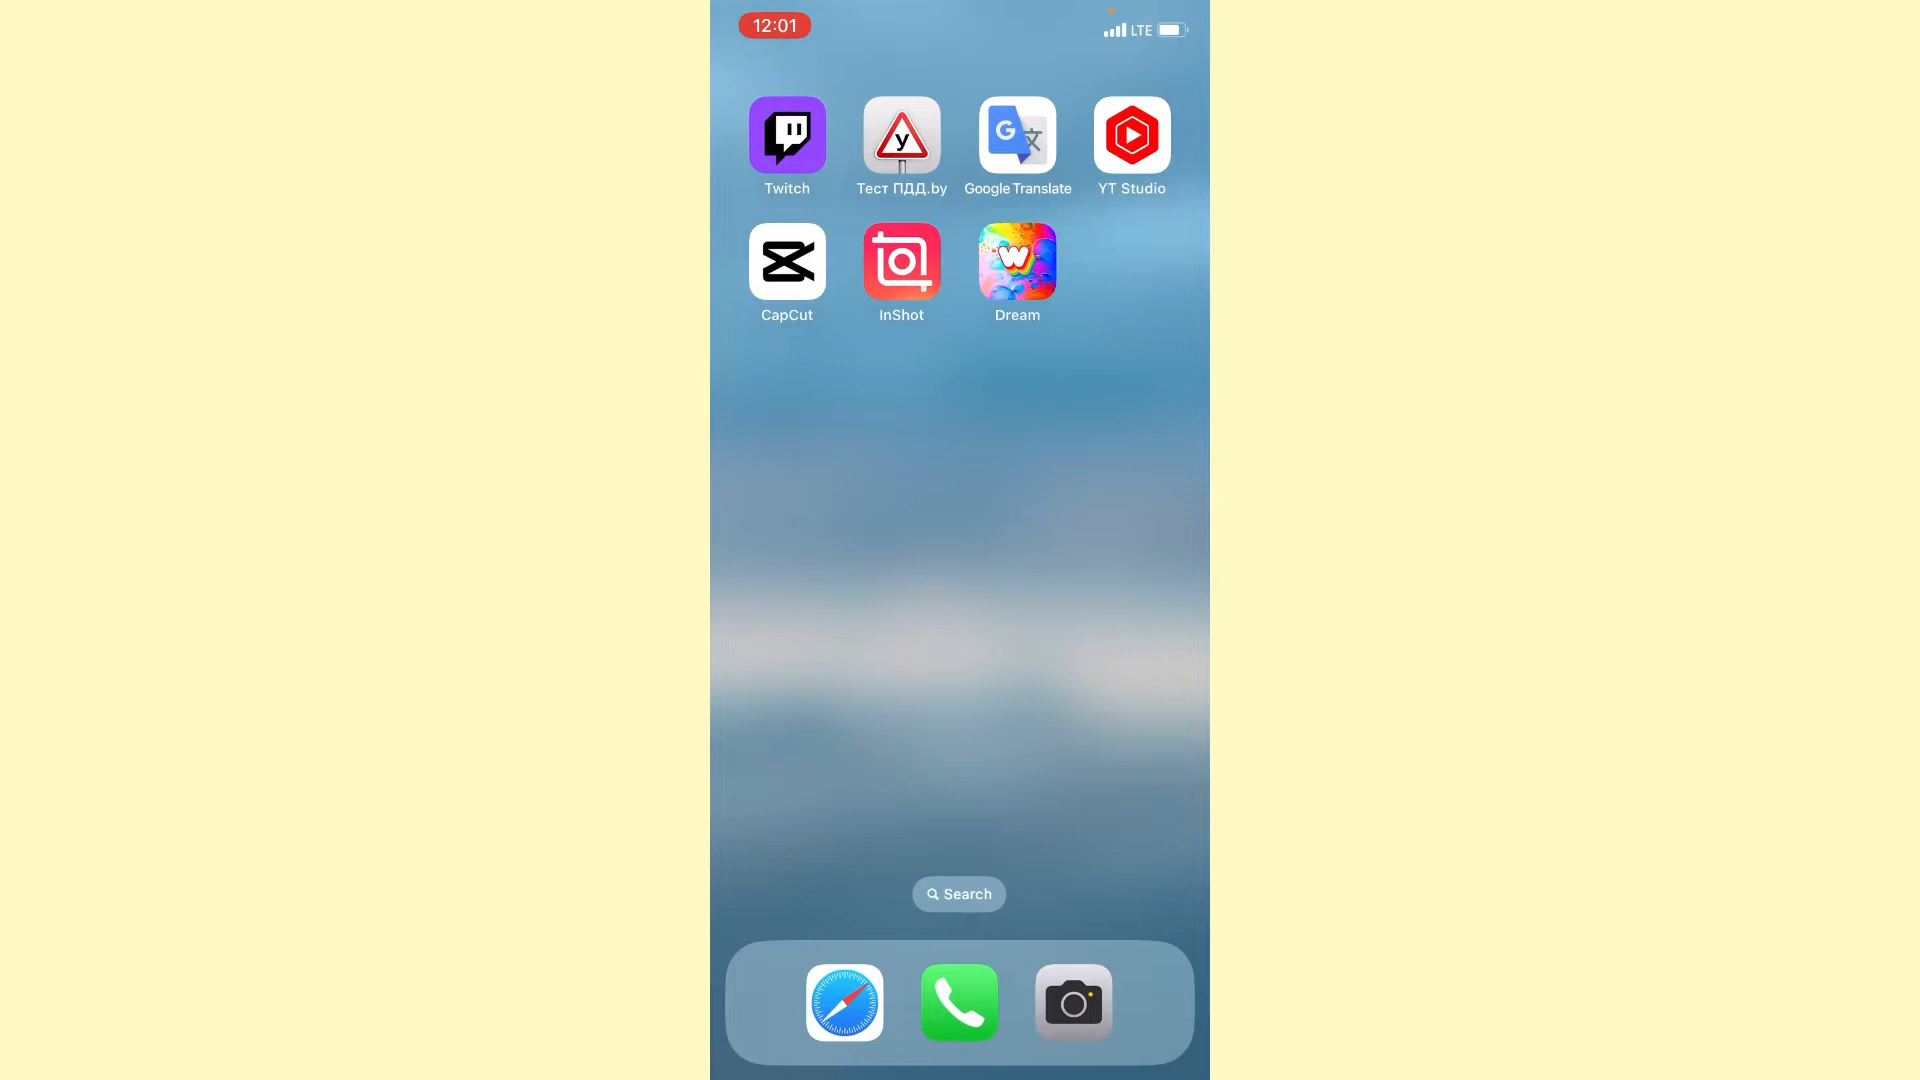 12:01
LTE
Twitch
Тест ПДД.by
Google Translate
YT Studio
CapCut
InShot
Dream
Search